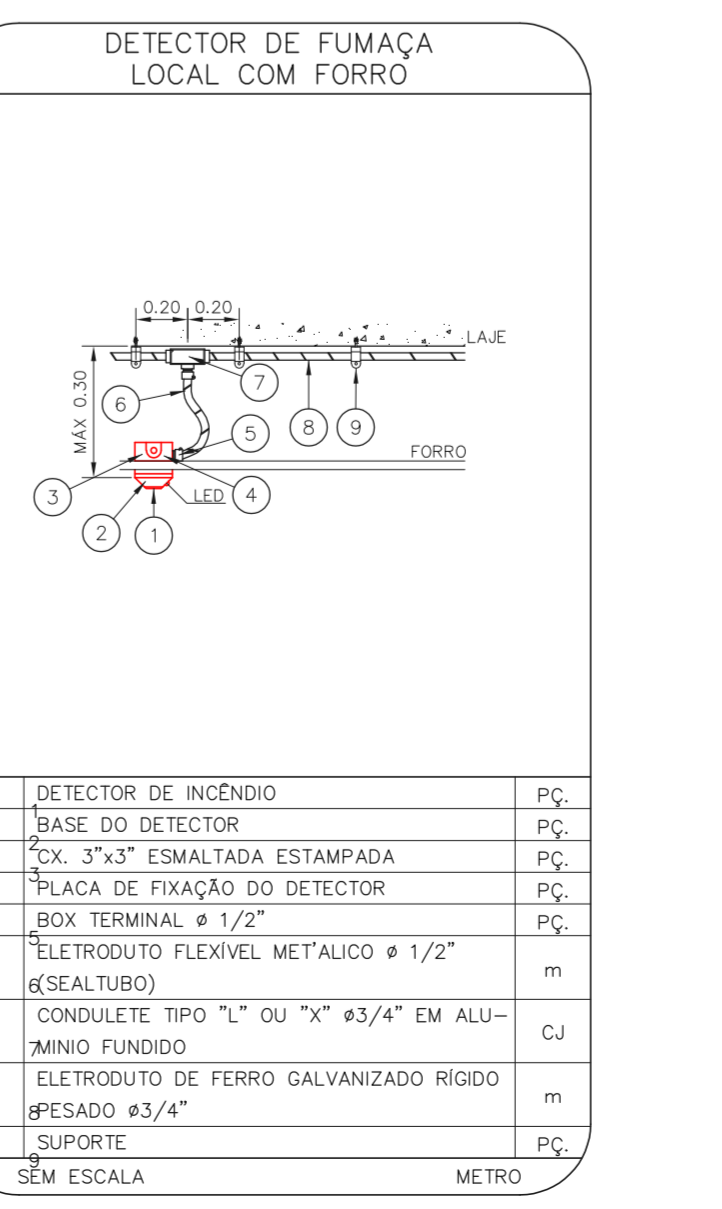 DETECTOR DE FUMAÇA
LOCAL COM FORRO
0.20 0.20
LAJE
MÁX 0.30
7
6
5
8
9
FORRO
3
LED
4
2
1
DETECTOR DE INCÊNDIO PÇ.
1
BASE DO DETECTOR PÇ.
2
CX. 3"x3" ESMALTADA ESTAMPADA PÇ.
3
PLACA DE FIXAÇÃO DO DETECTOR PÇ.
BOX TERMINAL ø 1/2" PÇ.
5
ELETRODUTO FLEXÍVEL MET'ALICO ø 1/2"
6 (SEALTUBO) m
CONDULETE TIPO "L" OU "X" ø3/4" EM ALU-
7 MINIO FUNDIDO CJ
ELETRODUTO DE FERRO GALVANIZADO RÍGIDO
8 PESADO ø3/4" m
SUPORTE PÇ.
9
SEM ESCALA METRO